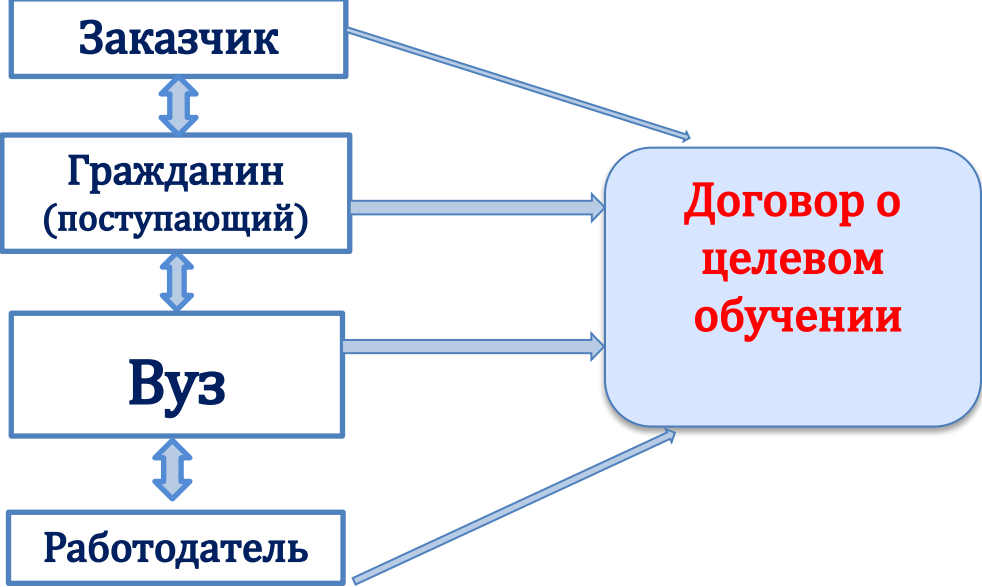 Заказчик
Гражданин
(поступающий)
Вуз
Работодатель
Договор о
целевом
обучении